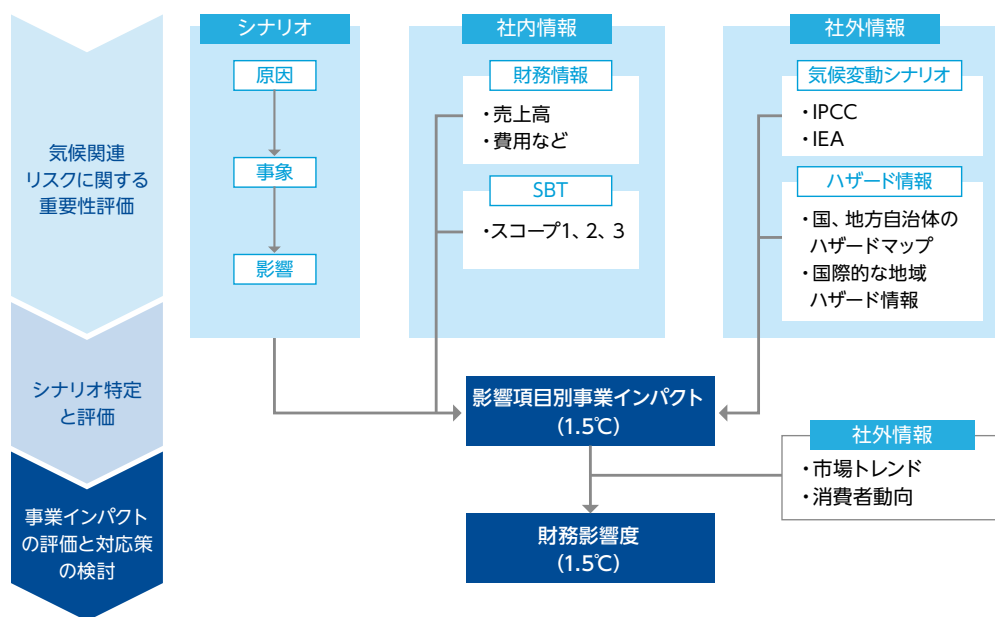 気候関連
リスクに関する
重要性評価
シナリオ特定
と評価
事業インパクト
の評価と対応策
の検討
シナリオ
原因
事象
影響
社内情報
財務情報
・売上高
・費用など
SBT
・スコープ1、2、3
社外情報
気候変動シナリオ
・IPCC
・IEA
ハザード情報
・国、地方自治体の
ハザードマップ
・国際的な地域
ハザード情報
影響項目別事業インパクト
(1.5℃)
社外情報
・市場トレンド
・消費者動向
財務影響度
(1.5℃)